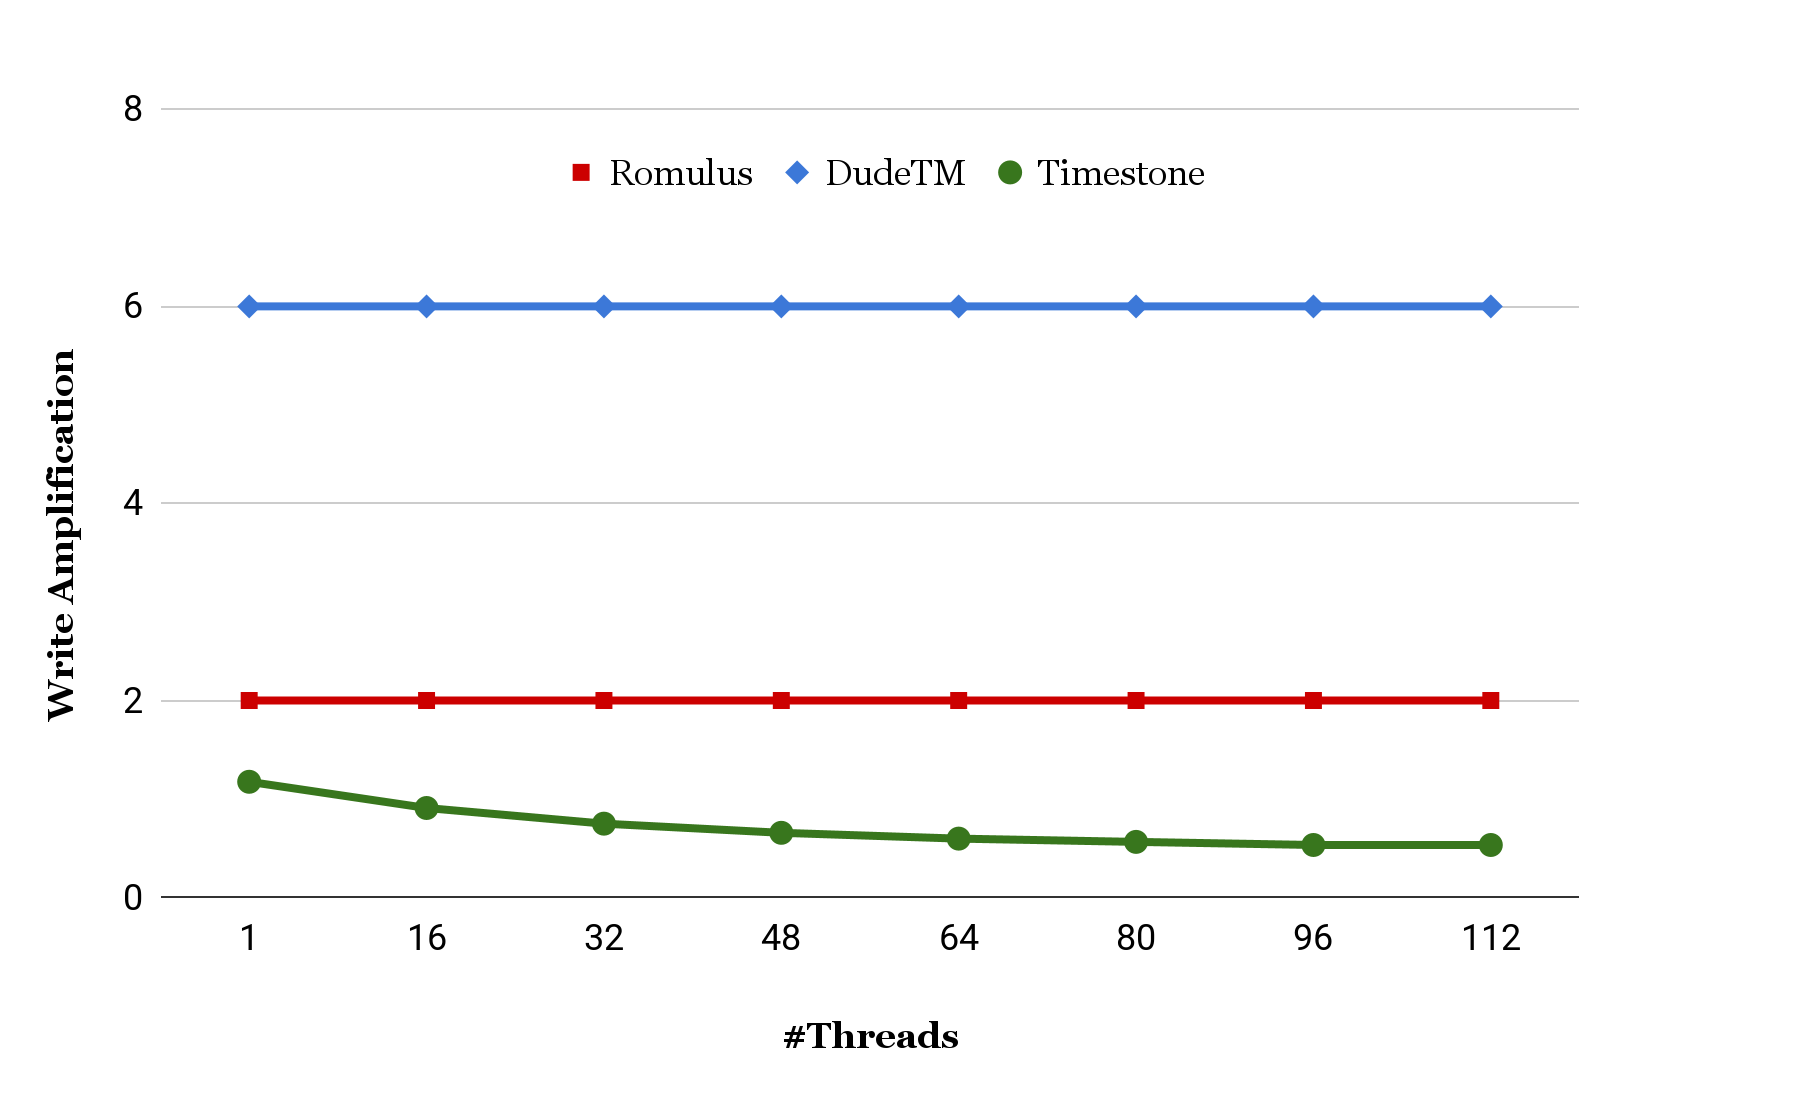 8
Romulus DudeTM Timestone
6
Write Amplification
4
2
0
1 16 32 48 64 80 96 112
#Threads